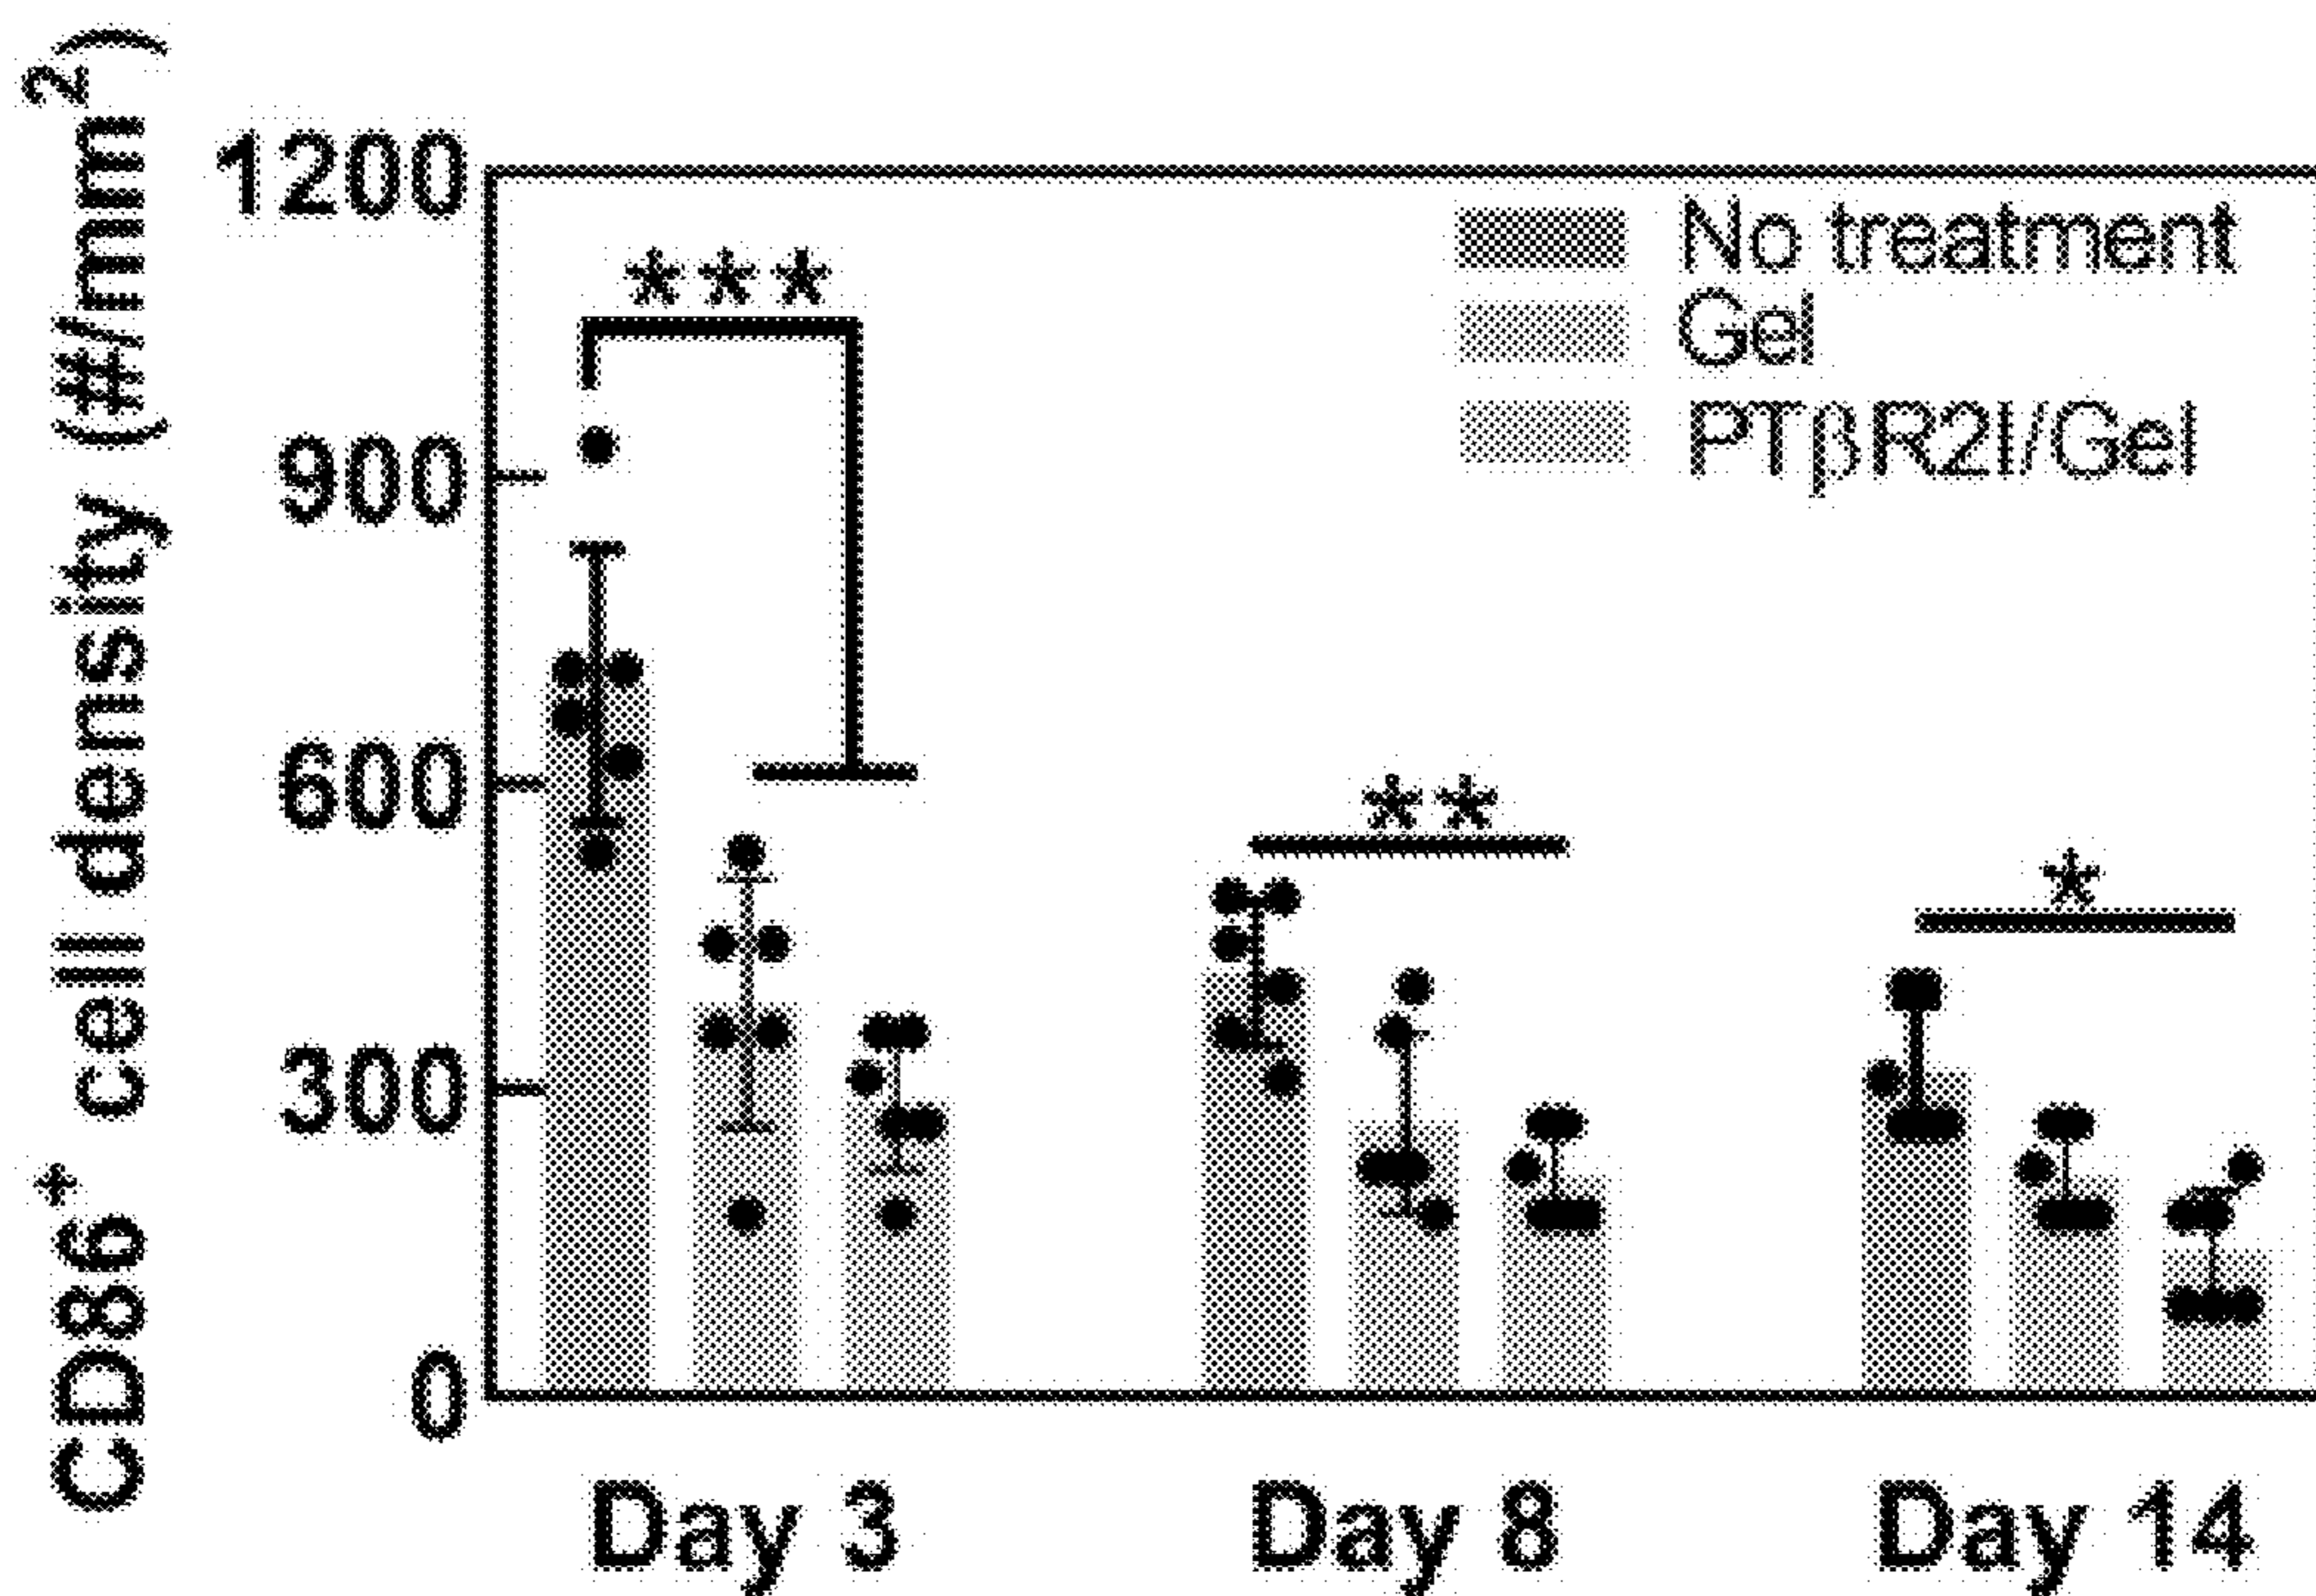 CD86⁺ cell density (#/mm²)
1200
900
600
300
0
No treatment
Gel
PTβR2I/Gel
***
**
*
Day 3
Day 8
Day 14